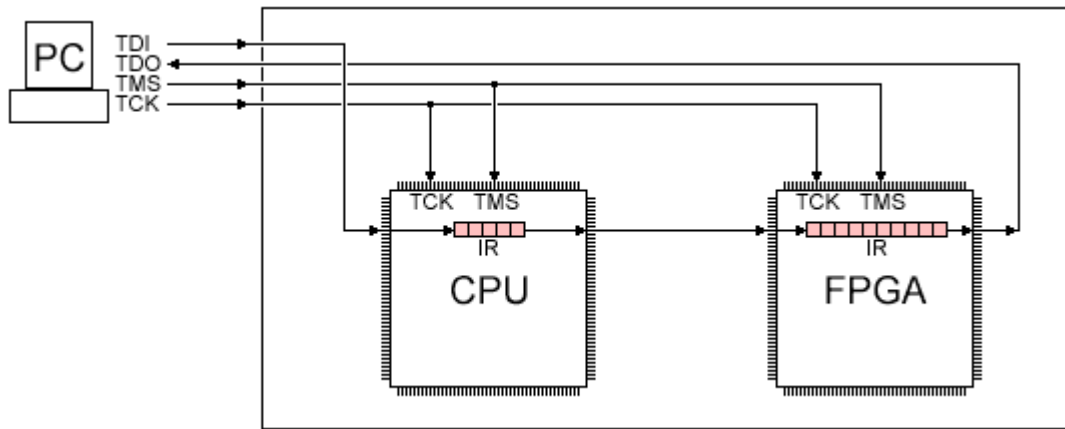 PC
TDI
TDO
TMS
TCK
TCK TMS
IR
CPU
TCK TMS
IR
FPGA